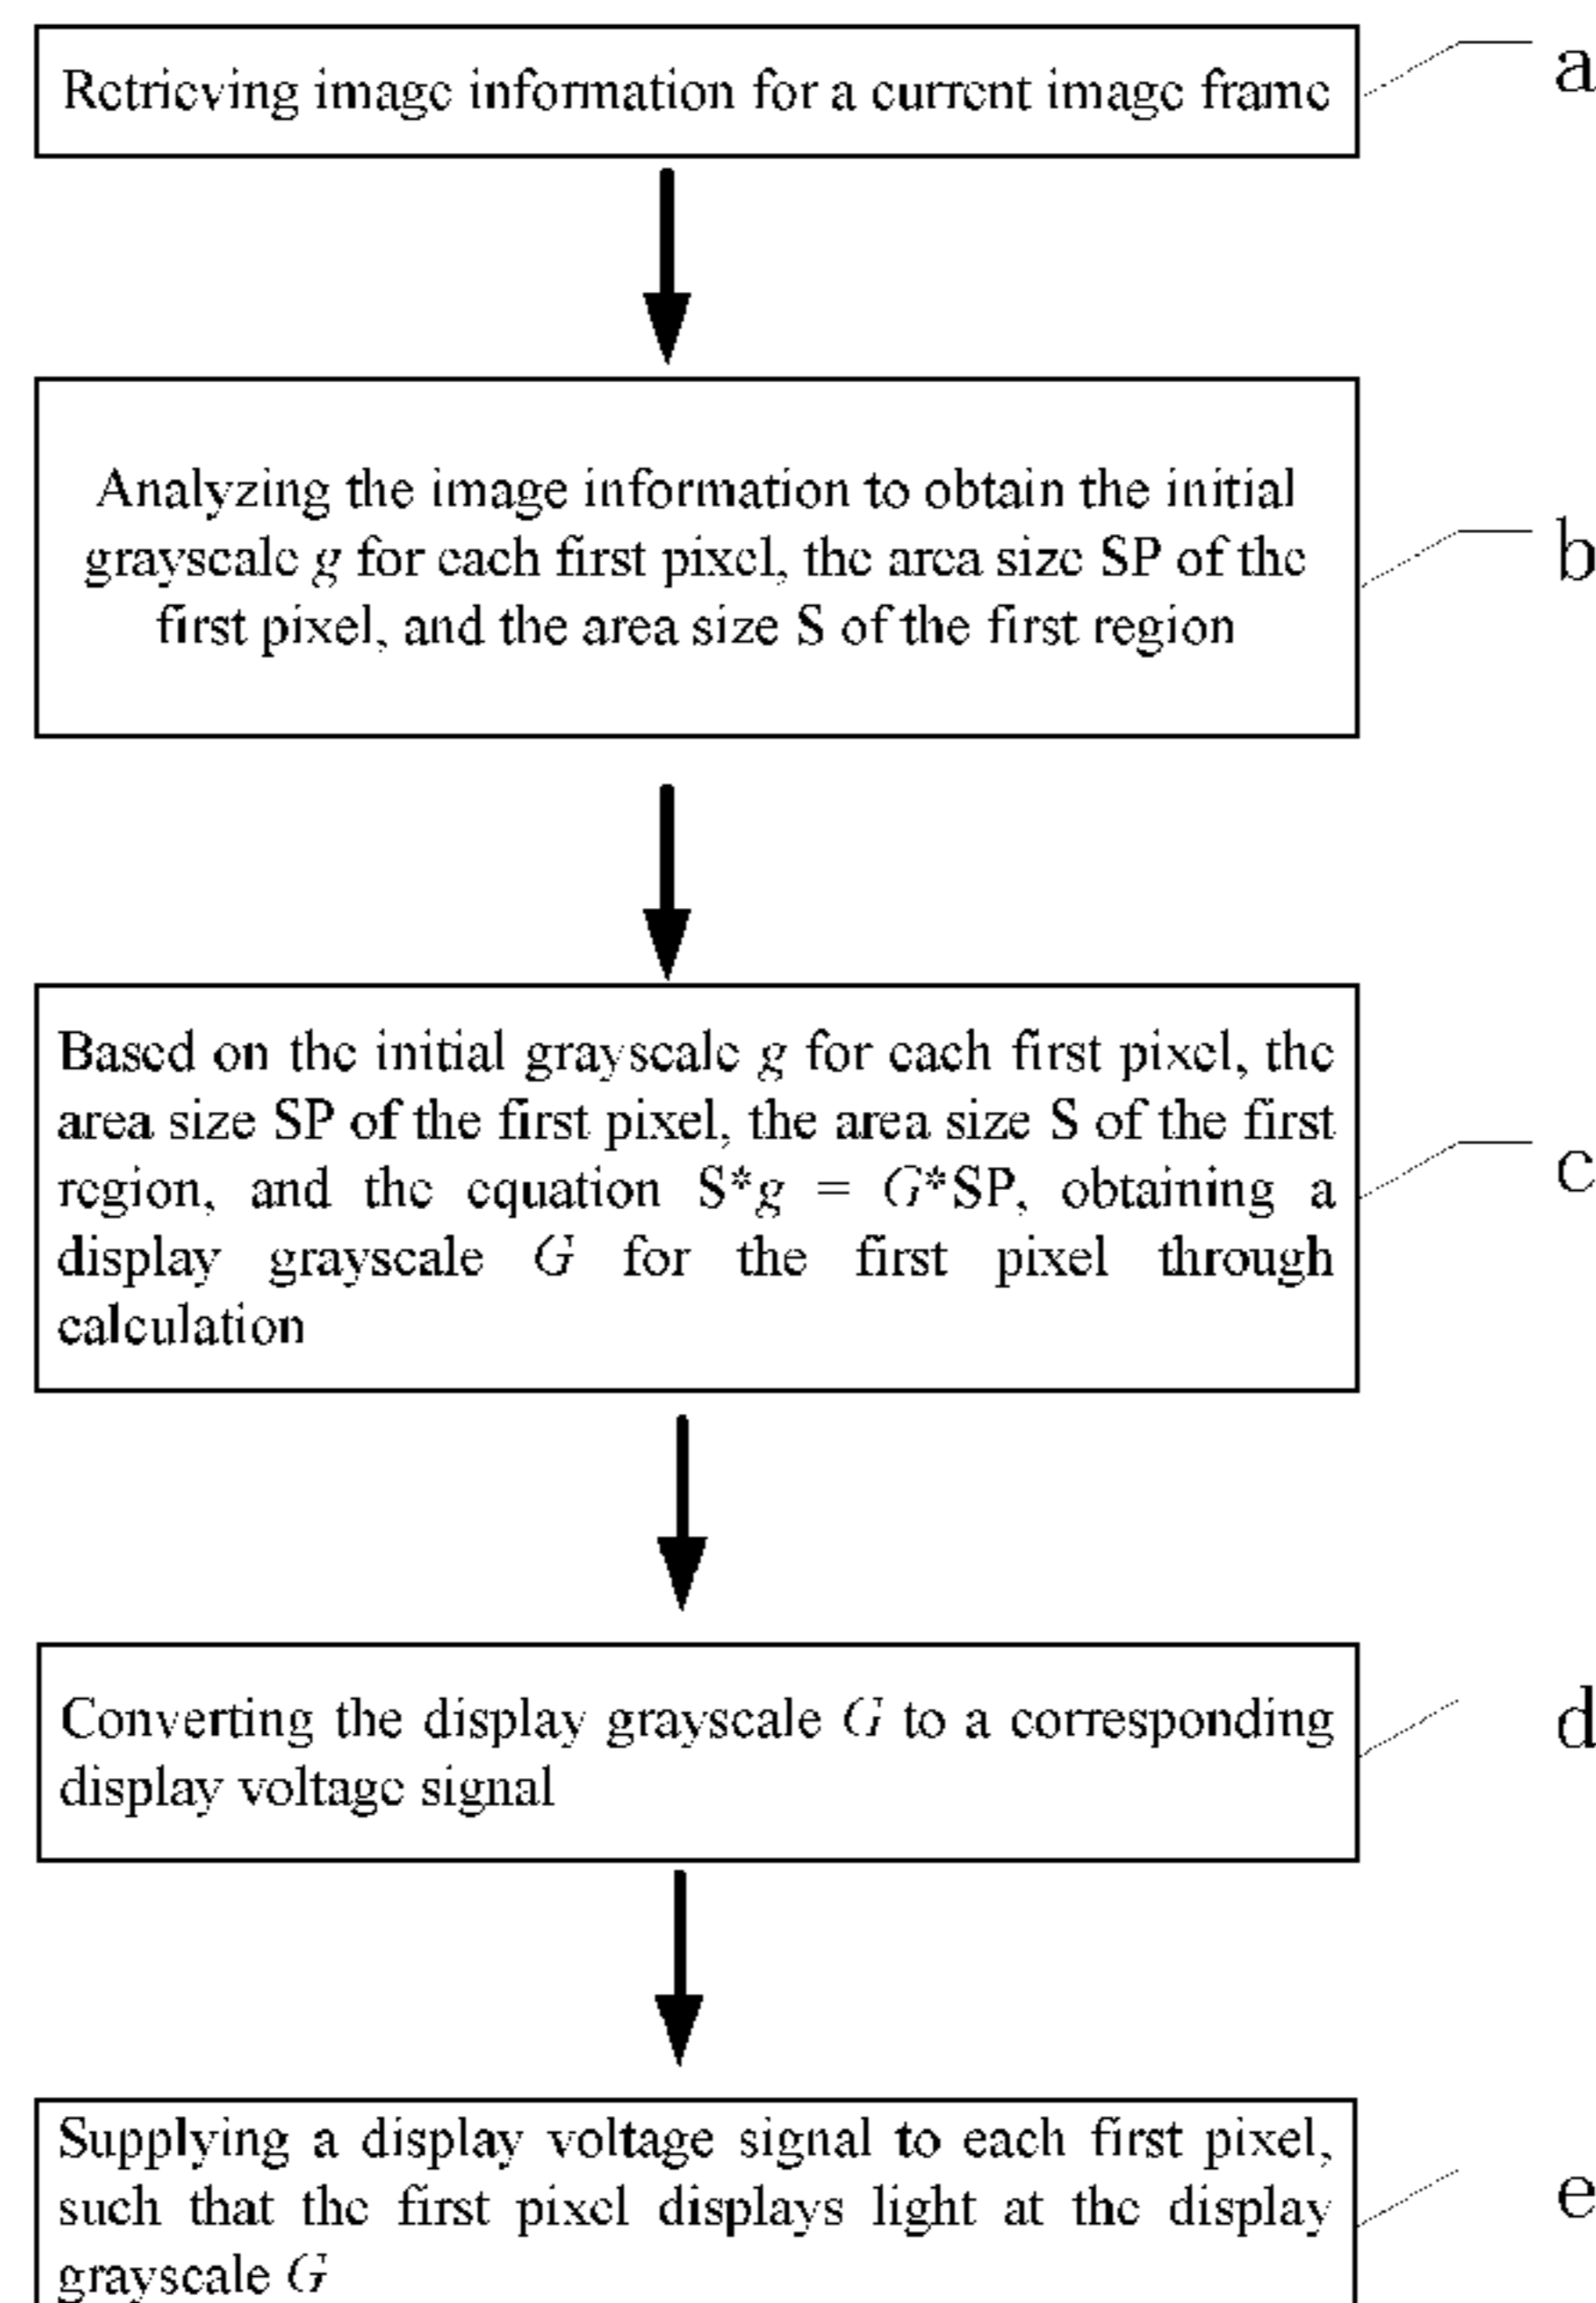 Retrieving image information for a current image frame
a
Analyzing the image information to obtain the initial
grayscale g for each first pixel, the area size SP of the
first pixel, and the area size S of the first region
b
Based on the initial grayscale g for each first pixel, the
area size SP of the first pixel, the area size S of the first
region, and the equation S*g = G*SP, obtaining a
display grayscale G for the first pixel through
calculation
c
Converting the display grayscale G to a corresponding
display voltage signal
d
Supplying a display voltage signal to each first pixel,
such that the first pixel displays light at the display
grayscale G
e